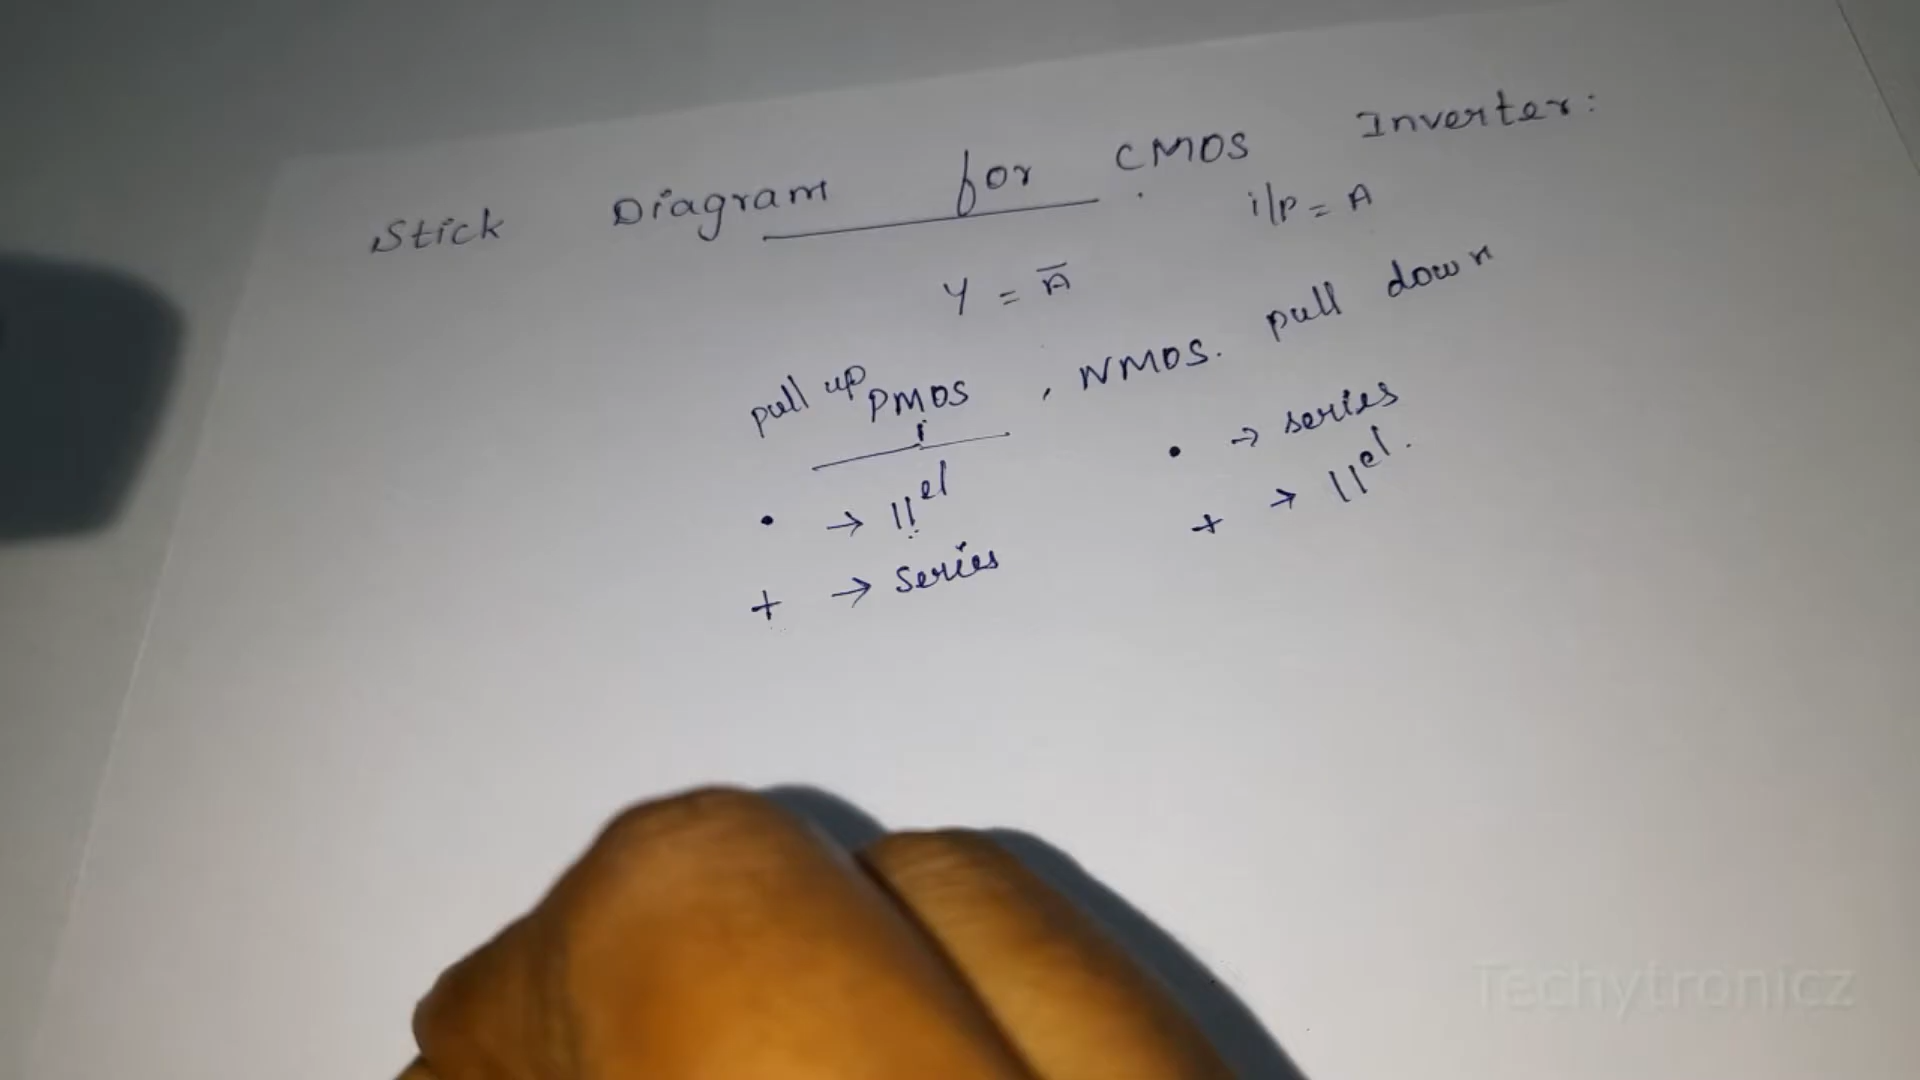 Stick Diagram for CMOS Inverter:
i/p = A
Y = A̅
pull up PMOS , NMOS. pull down
• → ||el
• → series
+ → series
+ → ||el.
Techytronicz